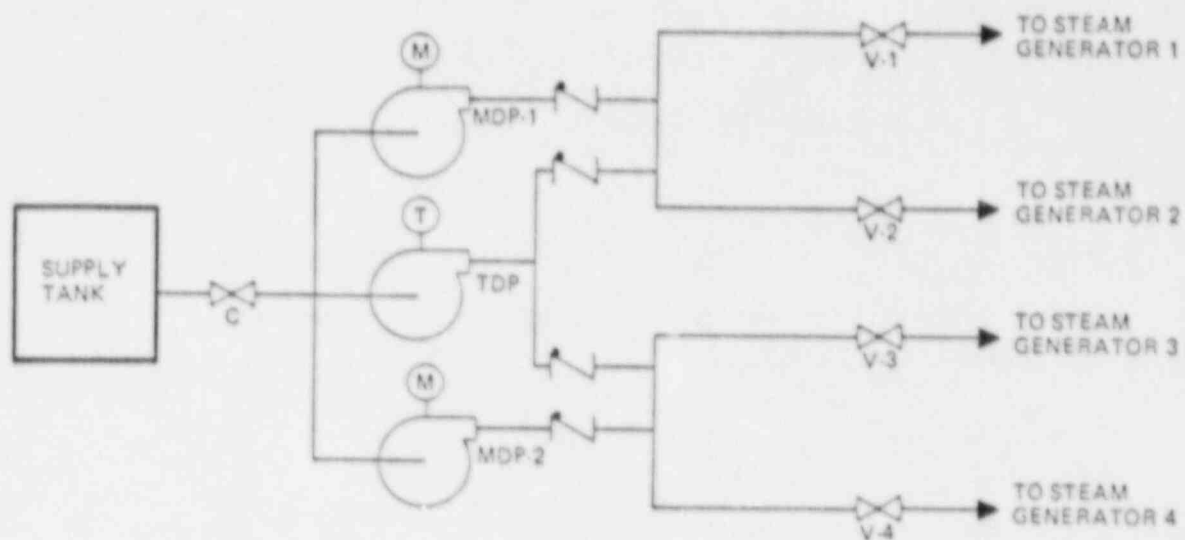 TO STEAM
GENERATOR 1
V-1
M
MDP-1
TO STEAM
GENERATOR 2
V-2
T
TDP
SUPPLY
TANK
C
TO STEAM
GENERATOR 3
V-3
M
MDP-2
TO STEAM
GENERATOR 4
V-4